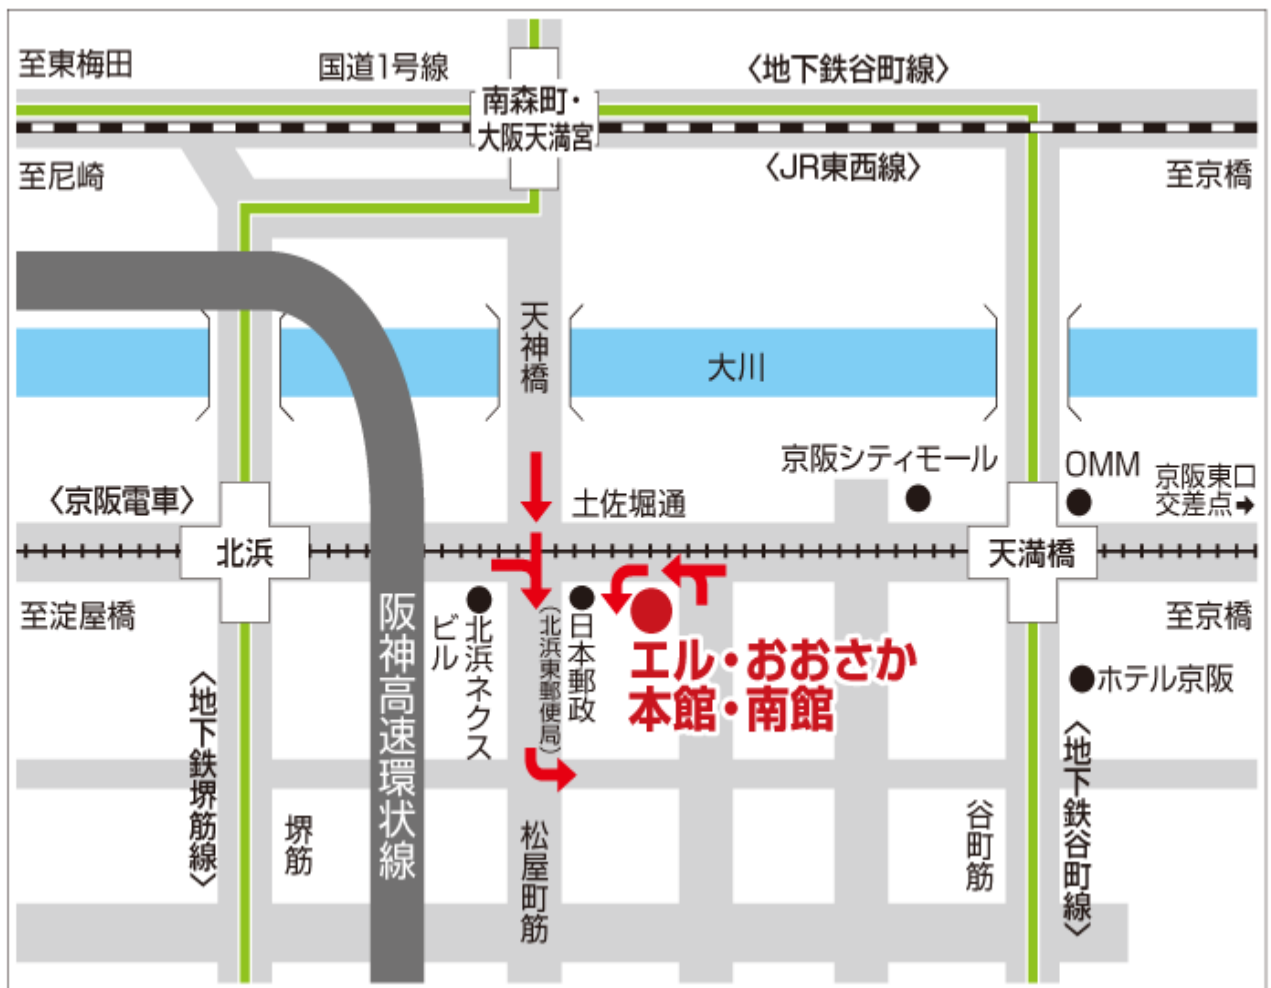 至東梅田
国道1号線
〈地下鉄谷町線〉
南森町・
大阪天満宮
至尼崎
〈JR東西線〉
至京橋
天神橋
大川
京阪シティモール
OMM
京阪東口
交差点➡
〈京阪電車〉
土佐堀通
北浜
天満橋
至淀屋橋
阪神高速環状線
北浜ネクス
ビル
(北浜東郵便局)
日本郵政
エル・おおさか
本館・南館
至京橋
ホテル京阪
〈地下鉄堺筋線〉
堺筋
松屋町筋
谷町筋
〈地下鉄谷町線〉